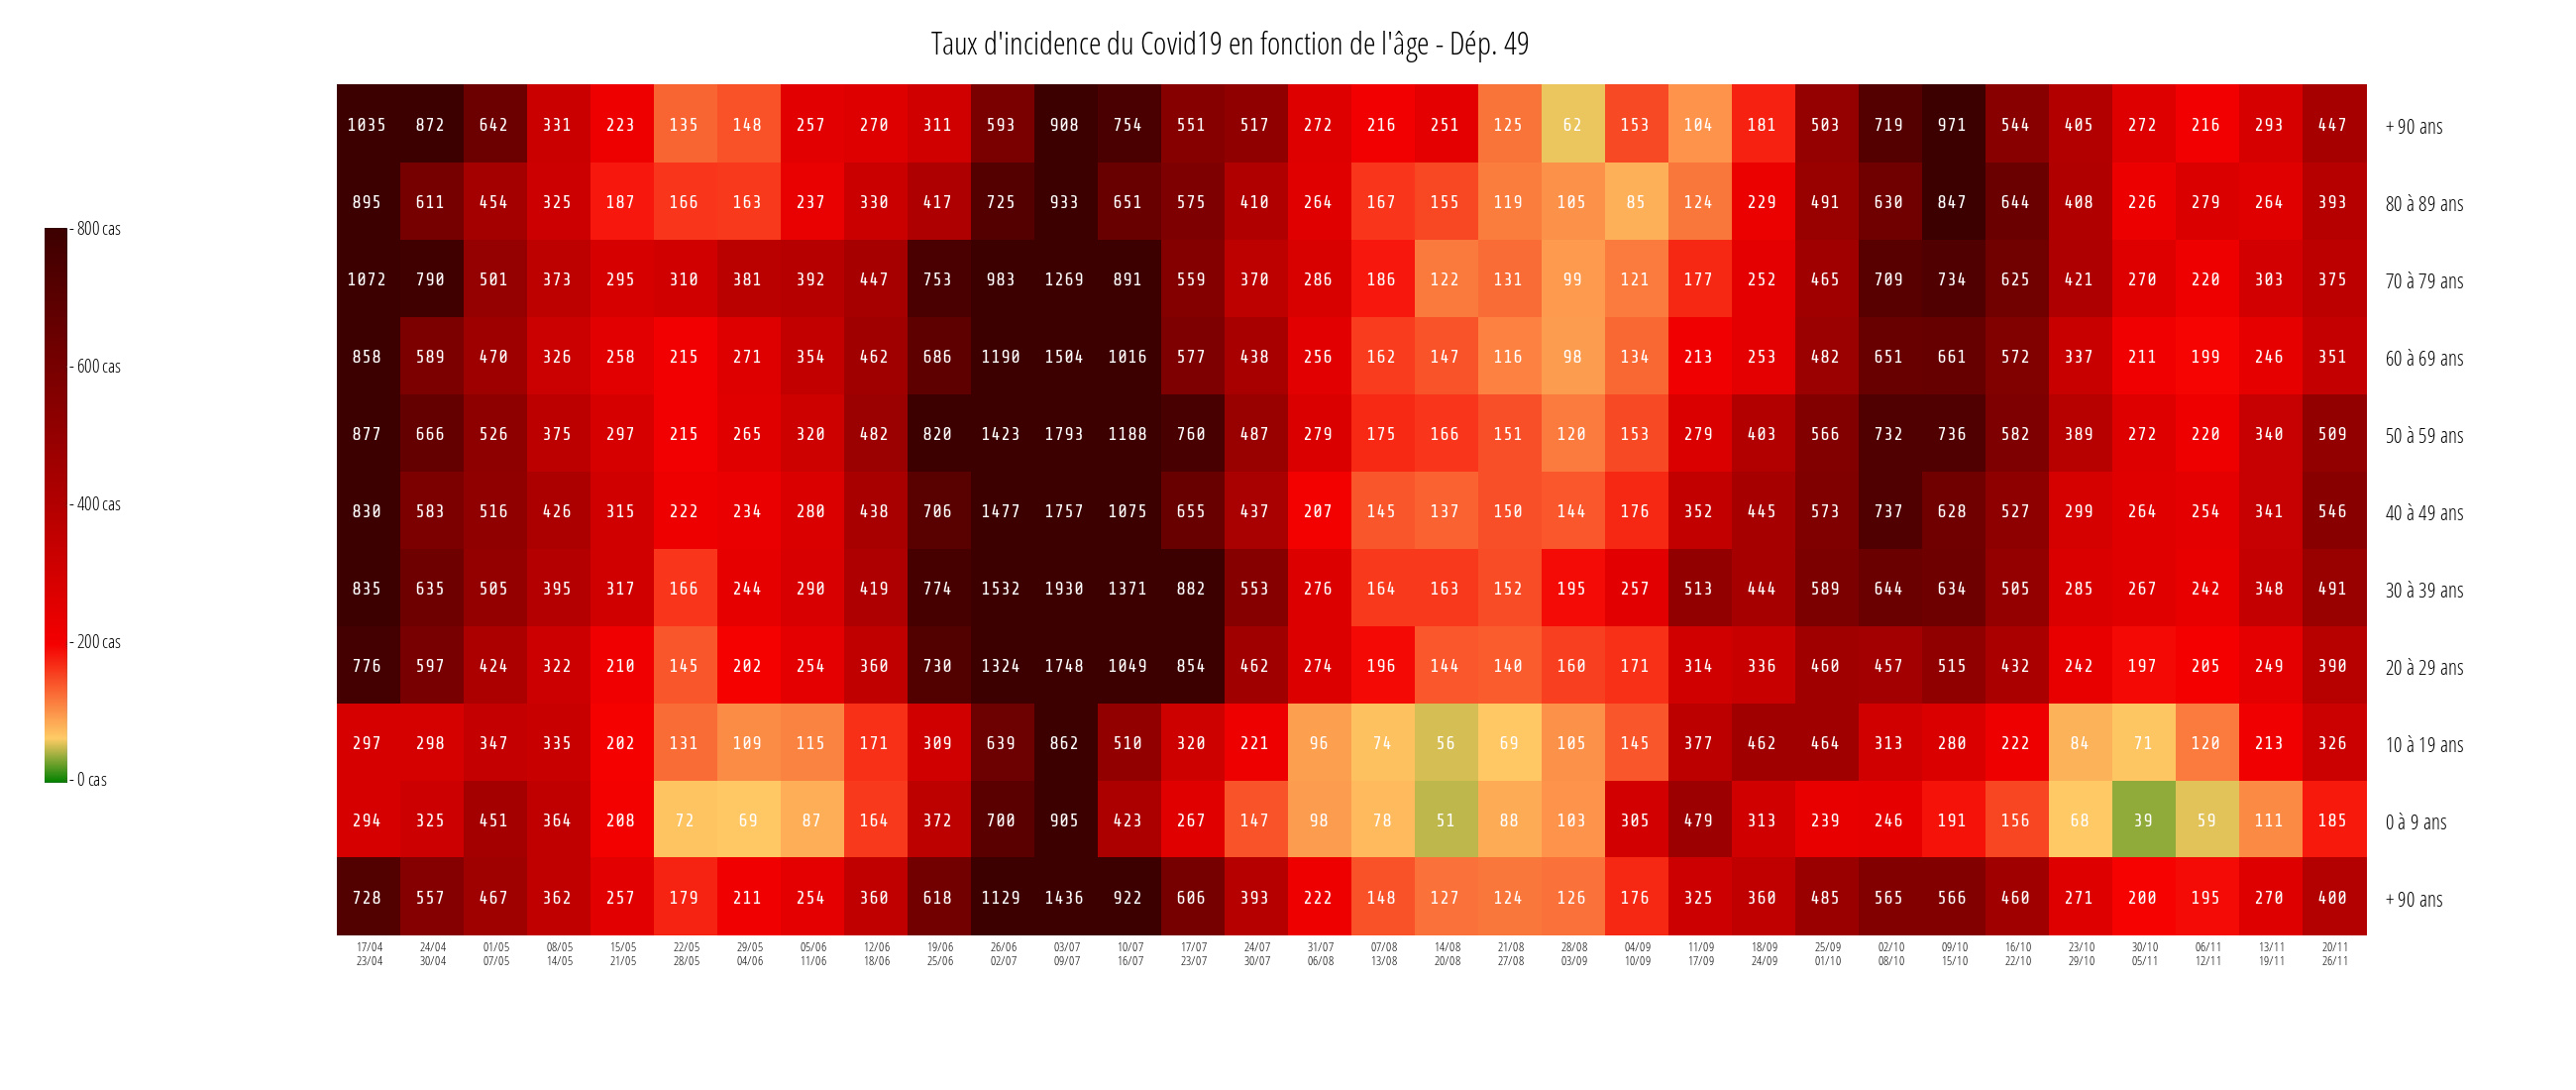 Taux d'incidence du Covid19 en fonction de l'âge - Dép. 49
1035 872 642 331 223 135 148 257 270 311 593 908 754 551 517 272 216 251 125 62 153 104 181 503 719 971 544 405 272 216 293 447 + 90 ans
895 611 454 325 187 166 163 237 330 417 725 933 651 575 410 264 167 155 119 105 85 124 229 491 630 847 644 408 226 279 264 393 80 à 89 ans
- 800 cas
1072 790 501 373 295 310 381 392 447 753 983 1269 891 559 370 286 186 122 131 99 121 177 252 465 709 734 625 421 270 220 303 375 70 à 79 ans
858 589 470 326 258 215 271 354 462 686 1190 1504 1016 577 438 256 162 147 116 98 134 213 253 482 651 661 572 337 211 199 246 351 60 à 69 ans
- 600 cas
877 666 526 375 297 215 265 320 482 820 1423 1793 1188 760 487 279 175 166 151 120 153 279 403 566 732 736 582 389 272 220 340 509 50 à 59 ans
- 400 cas
830 583 516 426 315 222 234 280 438 706 1477 1757 1075 655 437 207 145 137 150 144 176 352 445 573 737 628 527 299 264 254 341 546 40 à 49 ans
835 635 505 395 317 166 244 290 419 774 1532 1930 1371 882 553 276 164 163 152 195 257 513 444 589 644 634 505 285 267 242 348 491 30 à 39 ans
- 200 cas
776 597 424 322 210 145 202 254 360 730 1324 1748 1049 854 462 274 196 144 140 160 171 314 336 460 457 515 432 242 197 205 249 390 20 à 29 ans
297 298 347 335 202 131 109 115 171 309 639 862 510 320 221 96 74 56 69 105 145 377 462 464 313 280 222 84 71 120 213 326 10 à 19 ans
- 0 cas
294 325 451 364 208 72 69 87 164 372 700 905 423 267 147 98 78 51 88 103 305 479 313 239 246 191 156 68 39 59 111 185 0 à 9 ans
728 557 467 362 257 179 211 254 360 618 1129 1436 922 606 393 222 148 127 124 126 176 325 360 485 565 566 460 271 200 195 270 400 + 90 ans
17/04 24/04 01/05 08/05 15/05 22/05 29/05 05/06 12/06 19/06 26/06 03/07 10/07 17/07 24/07 31/07 07/08 14/08 21/08 28/08 04/09 11/09 18/09 25/09 02/10 09/10 16/10 23/10 30/10 06/11 13/11 20/11
23/04 30/04 07/05 14/05 21/05 28/05 04/06 11/06 18/06 25/06 02/07 09/07 16/07 23/07 30/07 06/08 13/08 20/08 27/08 03/09 10/09 17/09 24/09 01/10 08/10 15/10 22/10 29/10 05/11 12/11 19/11 26/11